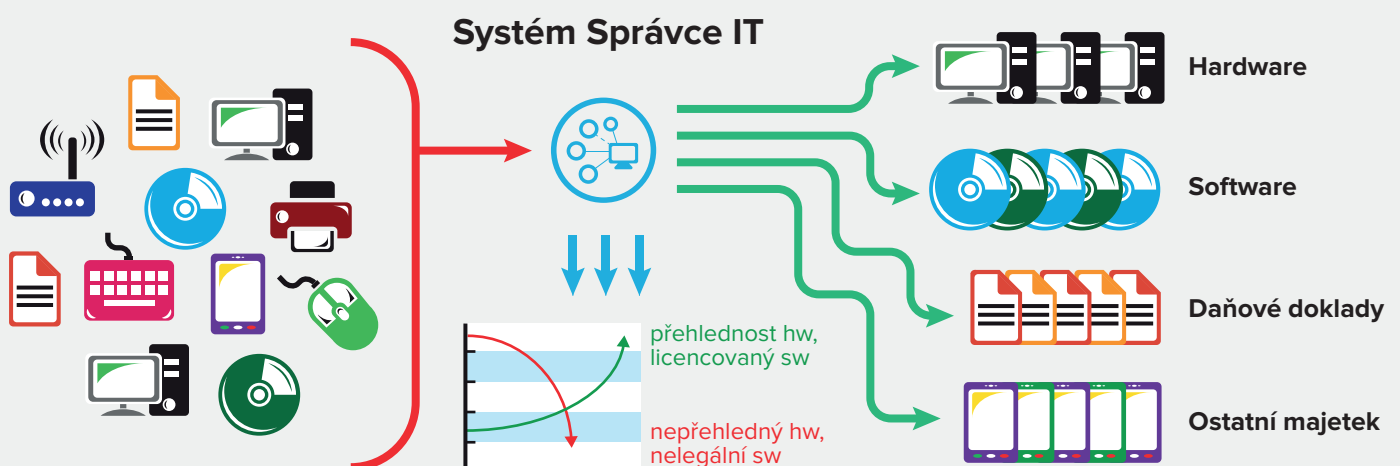 Systém Správce IT
Hardware
Software
Daňové doklady
Ostatní majetek
přehlednost hw,
licencovaný sw
nepřehledný hw,
nelegální sw